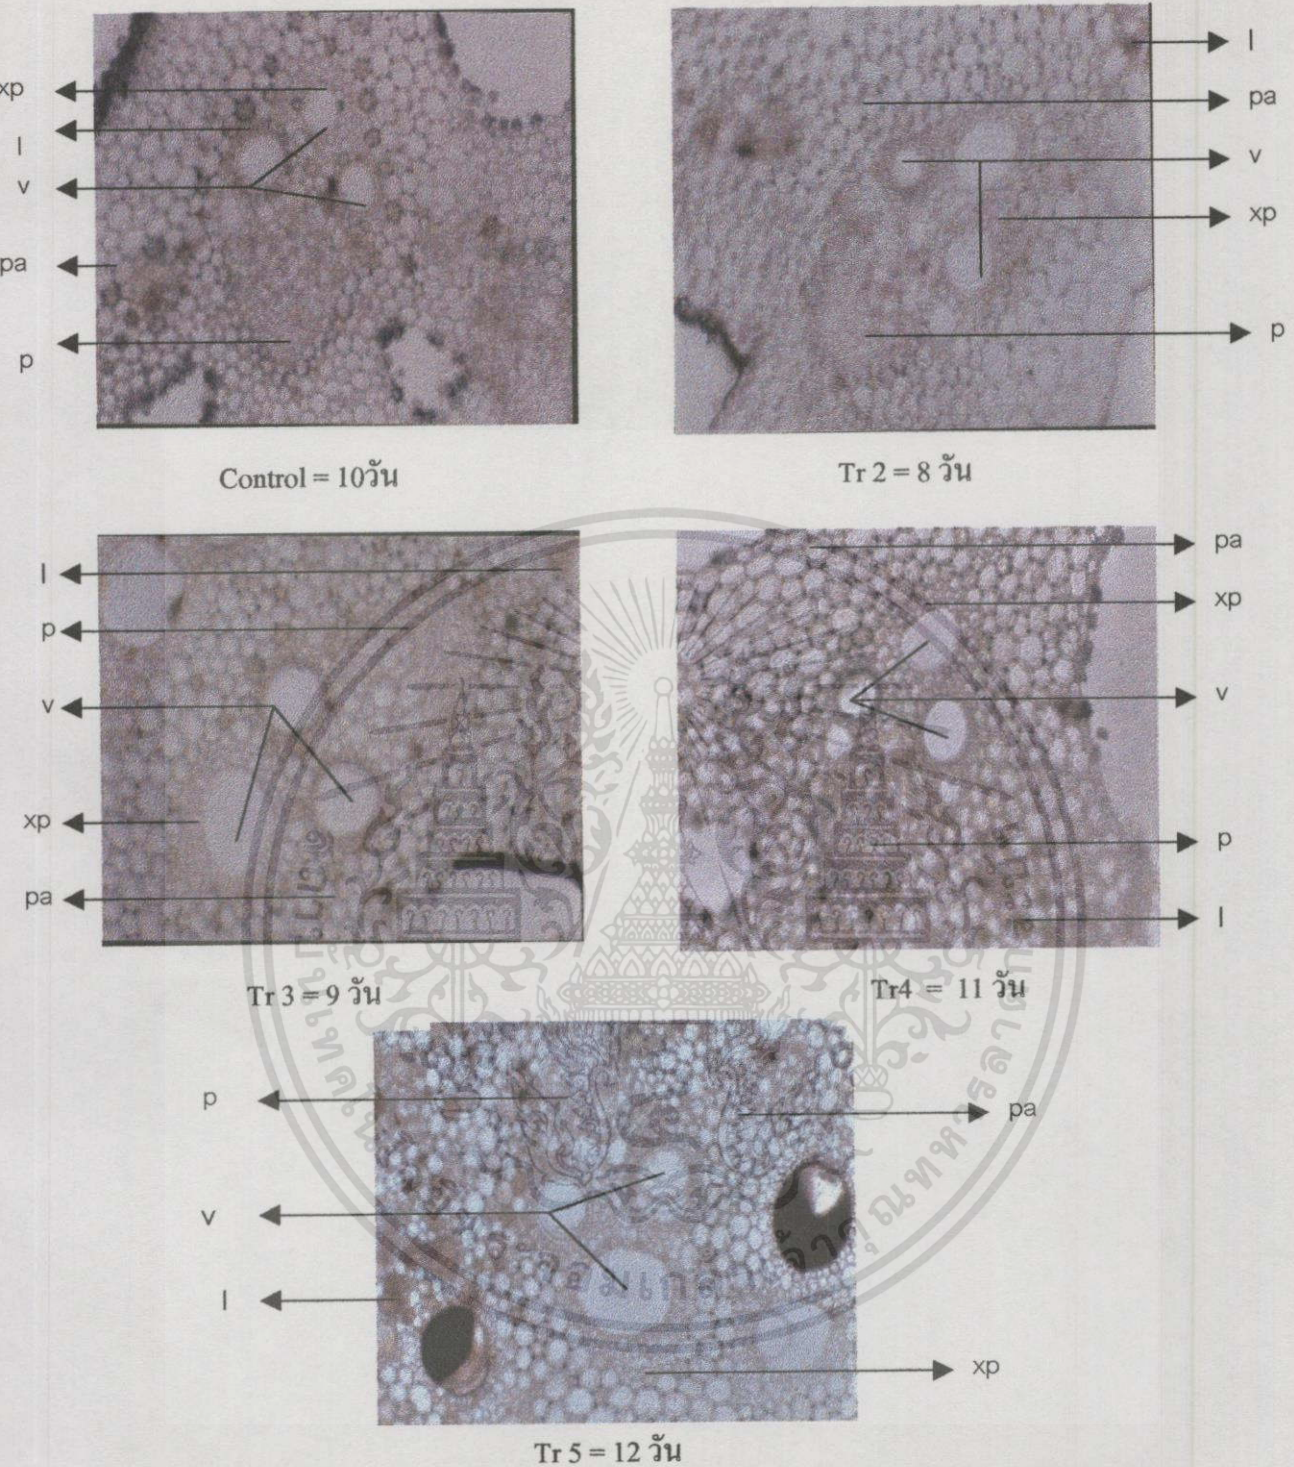 xp
l
v
pa
p
l
pa
v
xp
p
Control = 10วัน
Tr 2 = 8 วัน
l
p
v
xp
pa
pa
xp
v
p
l
Tr 3 = 9 วัน
Tr4 = 11 วัน
p
v
l
pa
xp
Tr 5 = 12 วัน